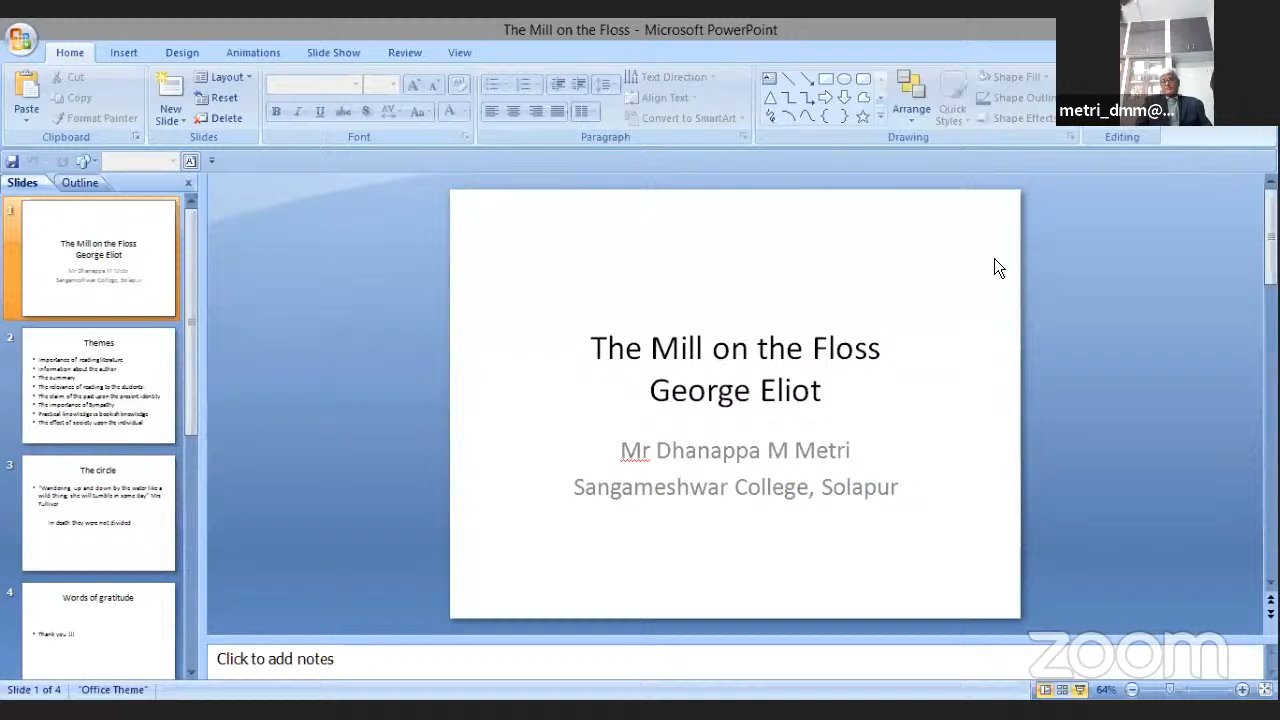 The Mill on the Floss - Microsoft PowerPoint
Home Insert Design Animations Slide Show Review View
Paste
Cut
Copy
Format Painter
Clipboard
New Slide
Layout
Reset
Delete
Slides
Font
Text Direction
Align Text
Convert to SmartArt
Paragraph
Arrange
Quick Styles
Shape Fill
Shape Outlin
Shape Effects
Drawing
Editing
metri_dmm@...
Slides Outline
1
The Mill on the Floss
George Eliot
Mr Dhanappa M Metri
Sangameshwar College, Solapur
2
Themes
Importance of reading literature
Information about the author
The summary
The relevance of reading to the students
The claim of the past upon the present identity
The importance of Sympathy
Practical knowledge vs bookish knowledge
The effect of society upon the individual
3
The circle
"Wandering up and down by the water like a
wild thing: she will tumble in some day" Mrs
Tulliver
In death they were not divided
4
Words of gratitude
Thank you !!!
The Mill on the Floss
George Eliot
Mr Dhanappa M Metri
Sangameshwar College, Solapur
Click to add notes
zoom
Slide 1 of 4 "Office Theme" 64%